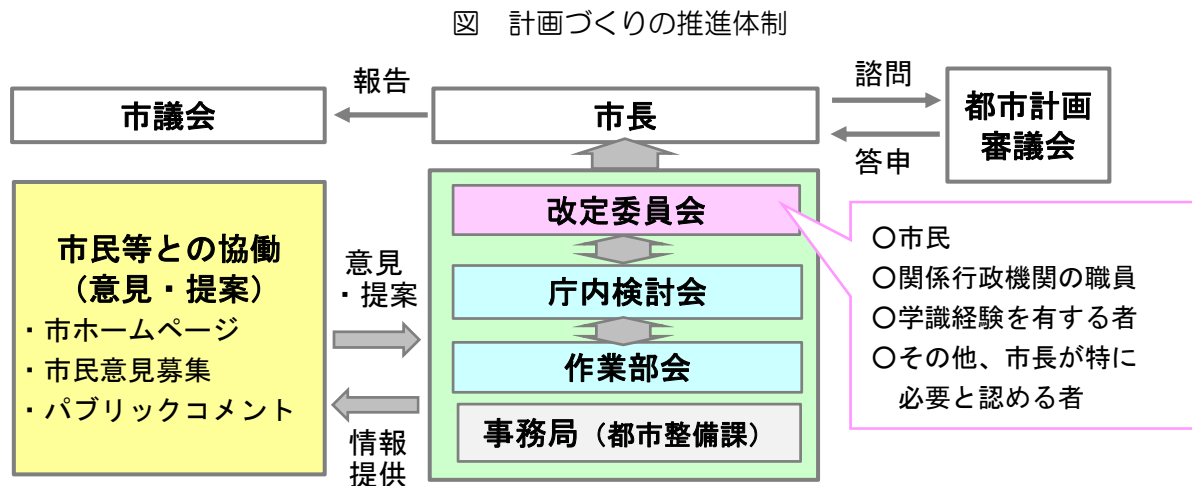 図 計画づくりの推進体制
市議会
報告
市長
諮問
答申
都市計画
審議会
市民等との協働
（意見・提案）
・市ホームページ
・市民意見募集
・パブリックコメント
意見
・提案
情報
提供
改定委員会
庁内検討会
作業部会
事務局（都市整備課）
〇市民
〇関係行政機関の職員
〇学識経験を有する者
〇その他、市長が特に
必要と認める者